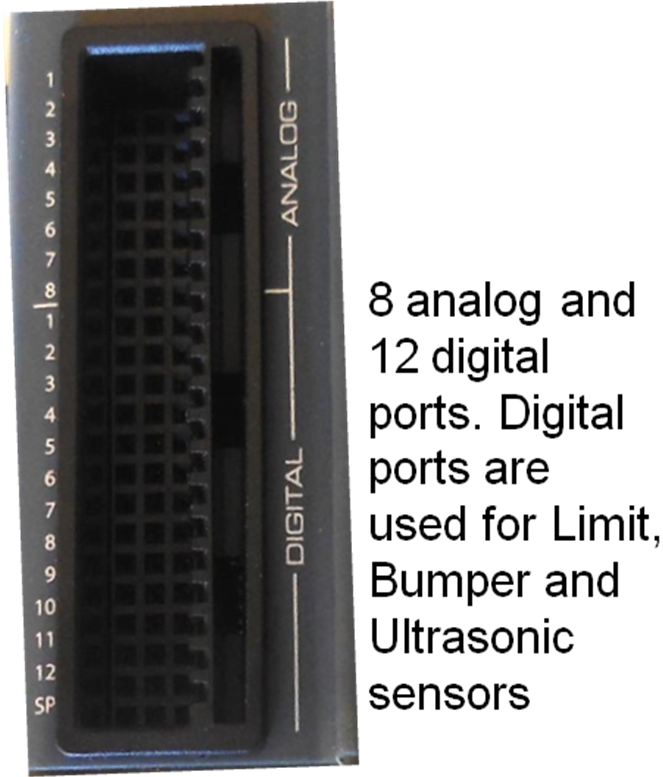 1
2
3
4
5
6
7
8
1
2
3
4
5
6
7
8
9
10
11
12
SP
ANALOG
DIGITAL
8 analog and
12 digital
ports. Digital
ports are
used for Limit,
Bumper and
Ultrasonic
sensors